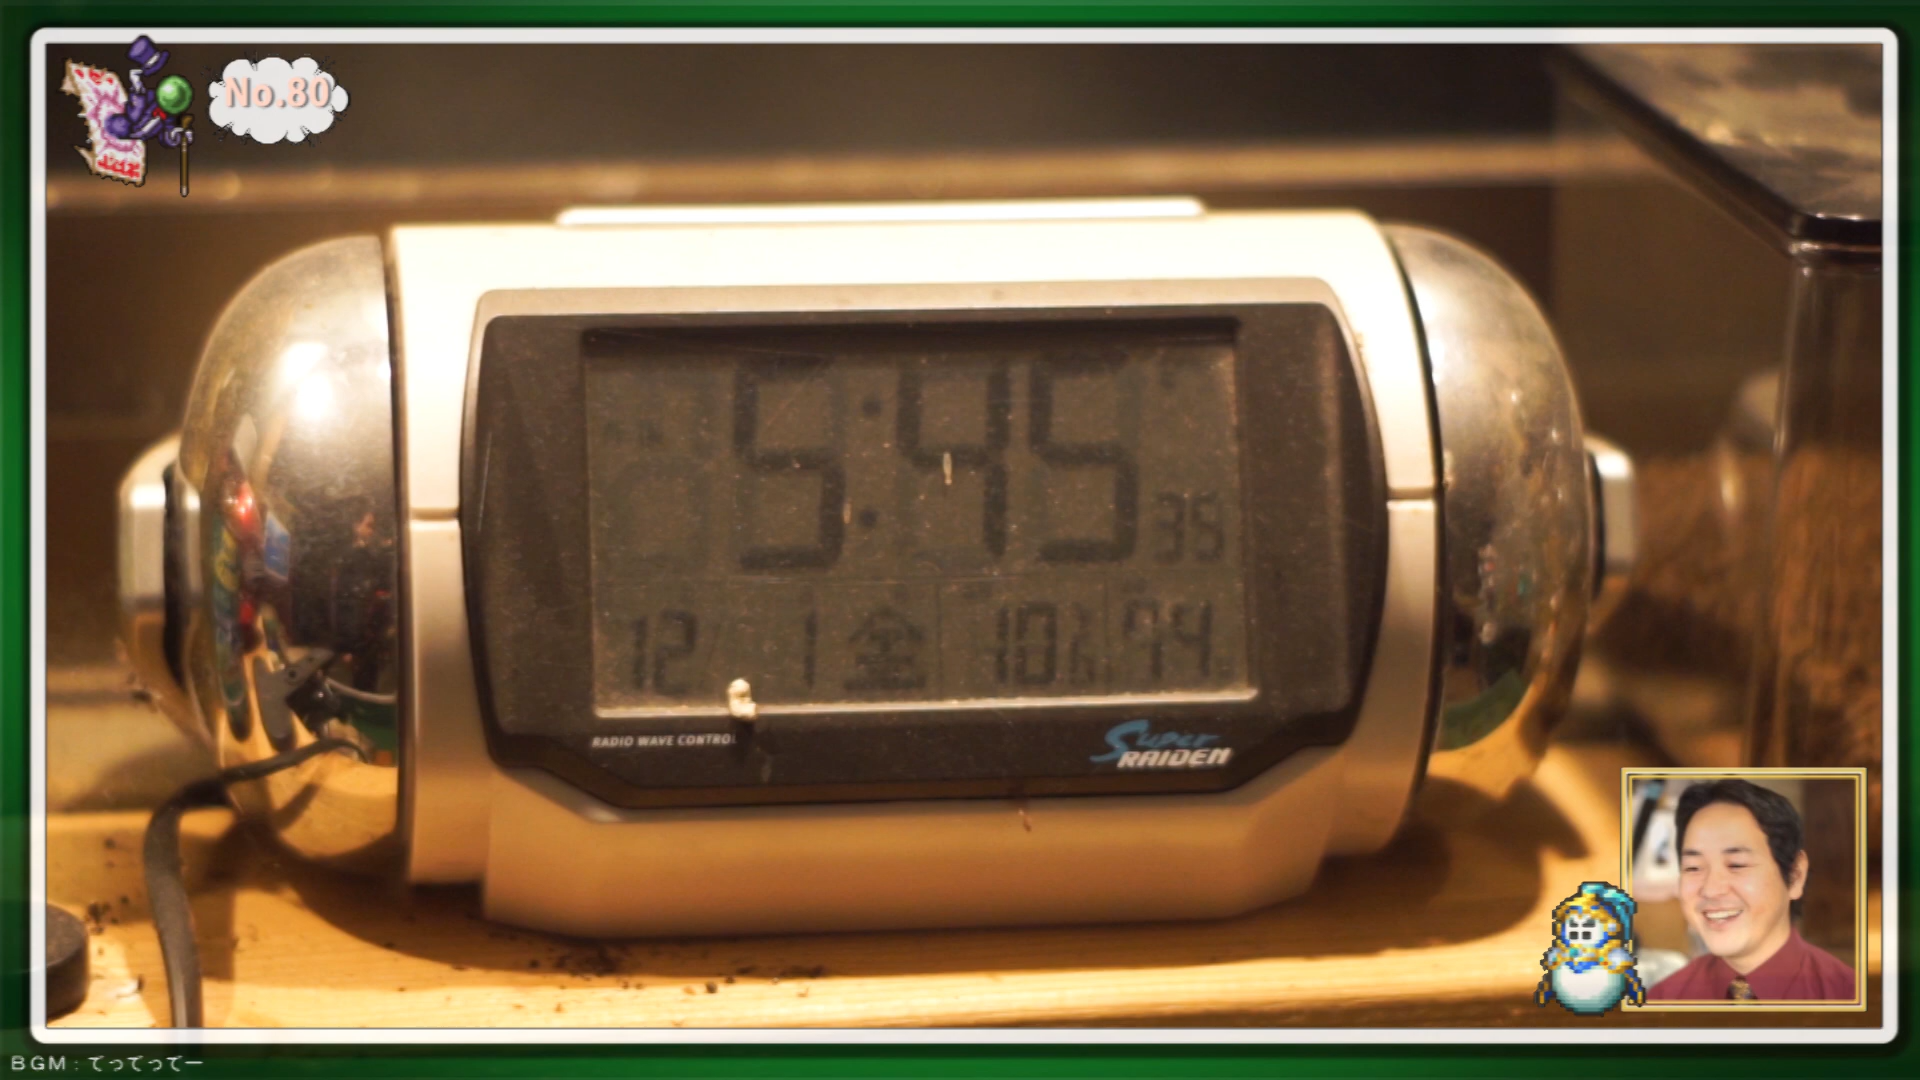 No.80
5:45 35
12/ 1 金 10% 44
RADIO WAVE CONTROL
SUPER
RAIDEN
BGM : てってってー